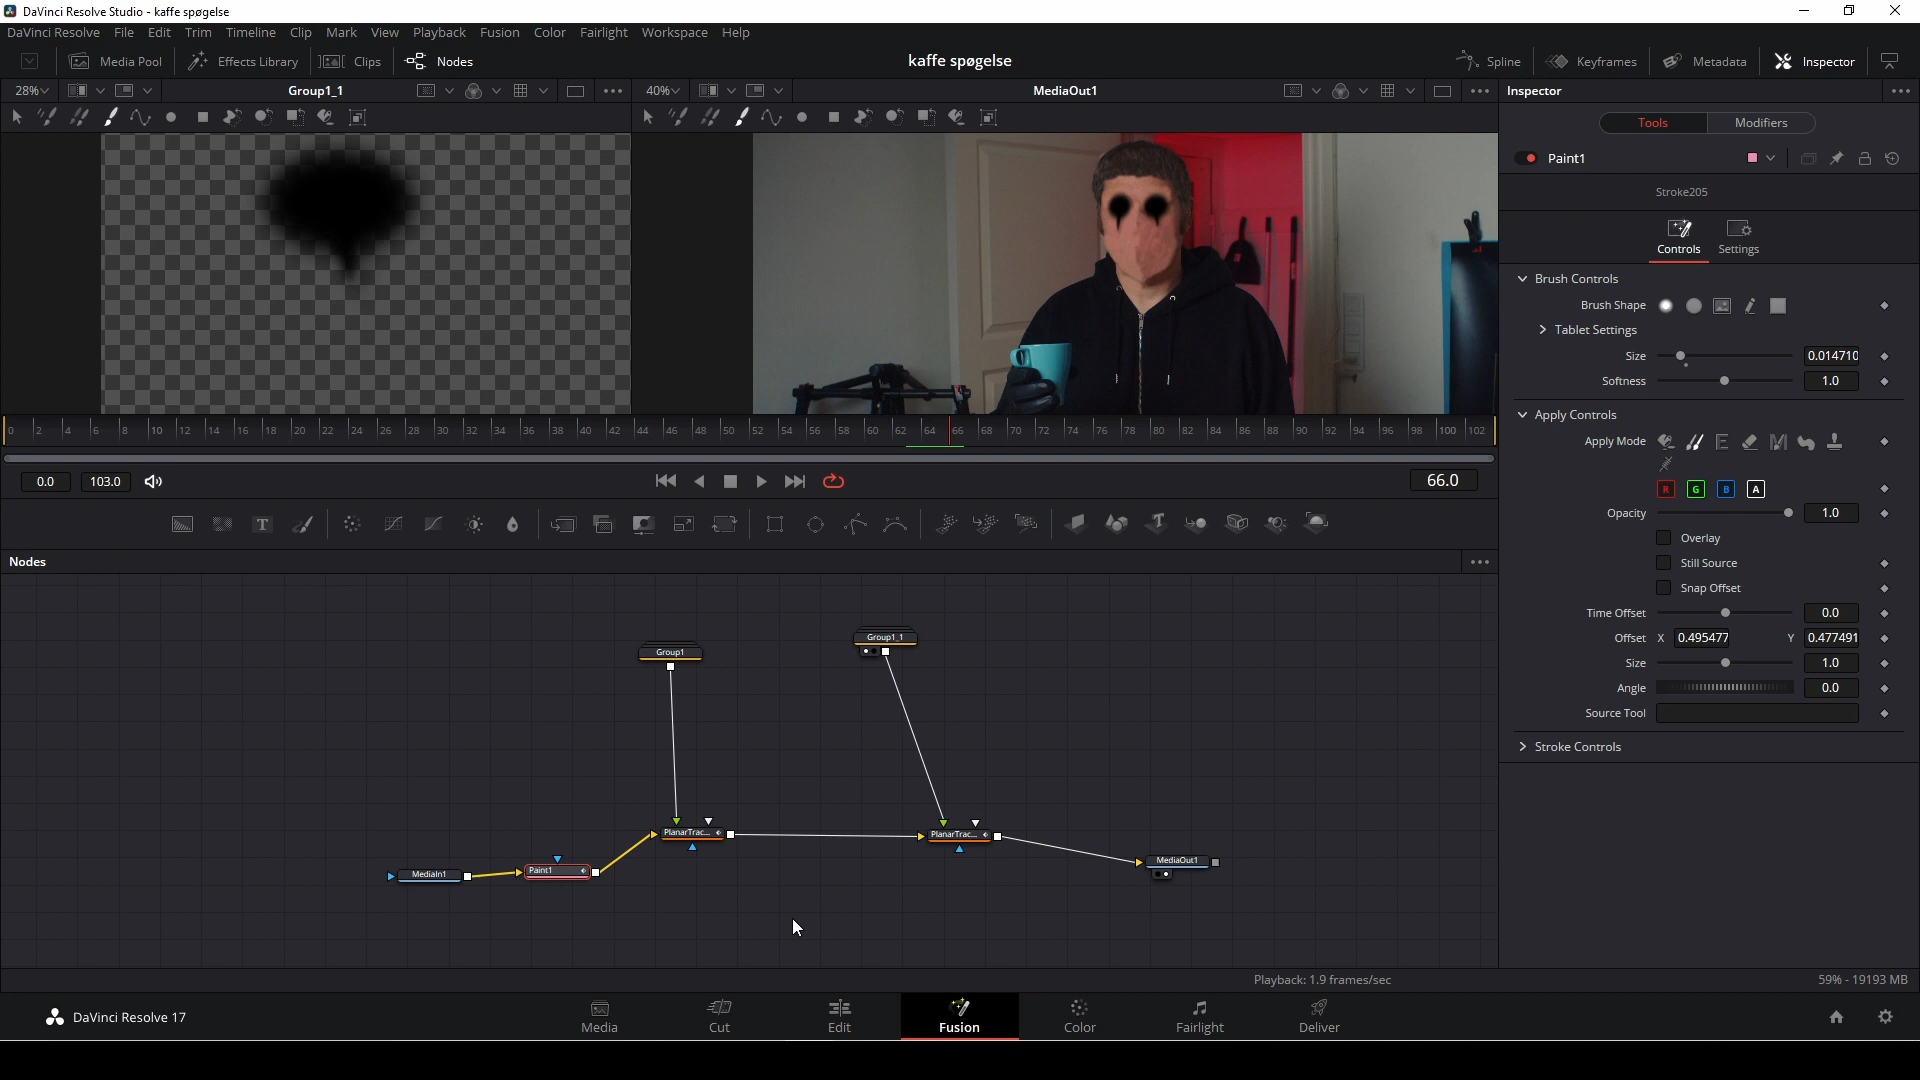 DaVinci Resolve Studio - kaffe spøgelse
DaVinci Resolve File Edit Trim Timeline Clip Mark View Playback Fusion Color Fairlight Workspace Help
Media Pool Effects Library Clips Nodes kaffe spøgelse Spline Keyframes Metadata Inspector
28% Group1_1 40% MediaOut1 Inspector
Tools Modifiers
Paint1
Stroke205
Controls Settings
Brush Controls
Brush Shape
Tablet Settings
Size 0.014710
Softness 1.0
Apply Controls
Apply Mode
R G B A
Opacity 1.0
Overlay
Still Source
Snap Offset
Time Offset 0.0
Offset X 0.495477 Y 0.477491
Size 1.0
Angle 0.0
Source Tool
Stroke Controls
0 2 4 6 8 10 12 14 16 18 20 22 24 26 28 30 32 34 36 38 40 42 44 46 48 50 52 54 56 58 60 62 64 66 68 70 72 74 76 78 80 82 84 86 88 90 92 94 96 98 100 102
0.0 103.0 66.0
T
Nodes
Group1 Group1_1
PlanarTrac... PlanarTrac...
MediaIn1 Paint1 MediaOut1
Playback: 1.9 frames/sec 59% - 19193 MB
DaVinci Resolve 17 Media Cut Edit Fusion Color Fairlight Deliver